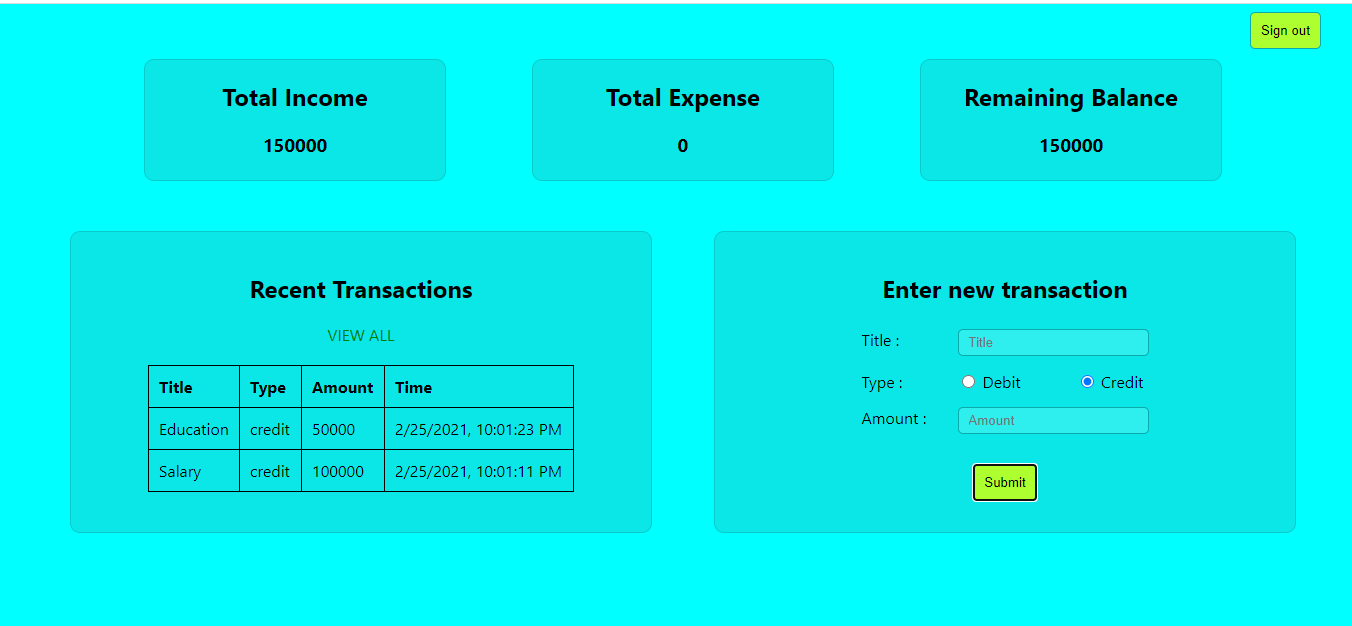 Sign out
Total Income
150000
Total Expense
0
Remaining Balance
150000
Recent Transactions
VIEW ALL
Title Type Amount Time
Education credit 50000 2/25/2021, 10:01:23 PM
Salary credit 100000 2/25/2021, 10:01:11 PM
Enter new transaction
Title : Title
Type : Debit Credit
Amount : Amount
Submit